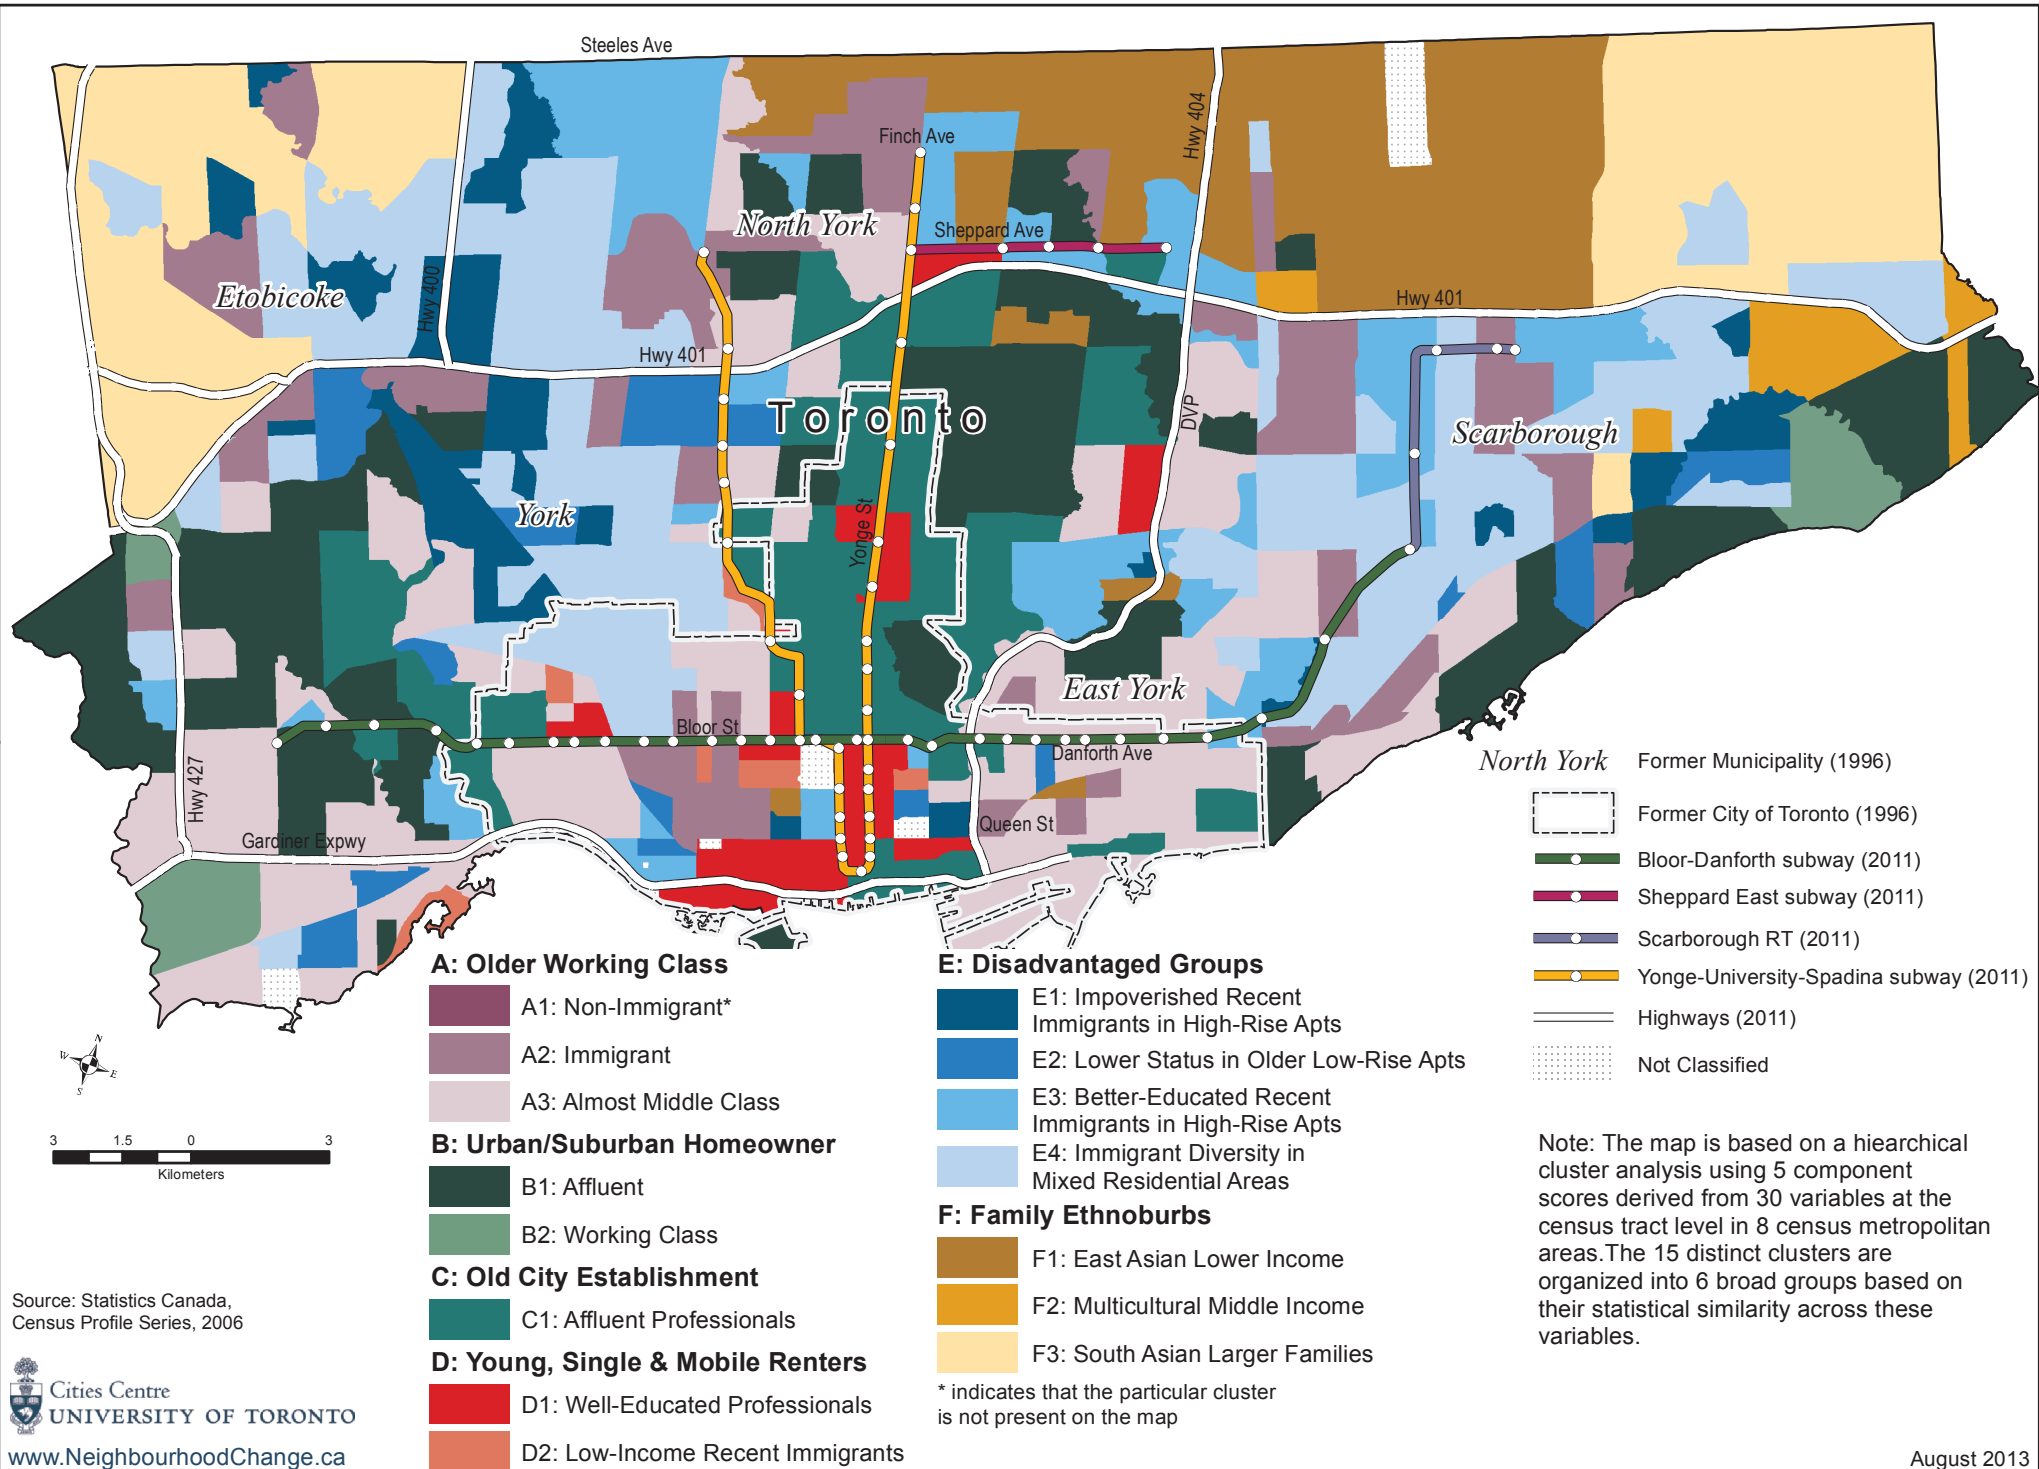 Steeles Ave
Finch Ave
Hwy 404
North York
Sheppard Ave
Etobicoke
Hwy 400
Hwy 401
Hwy 401
Toronto
DVP
Scarborough
York
Yonge St
East York
Bloor St
Danforth Ave
Hwy 427
Gardiner Expwy
Queen St
North York Former Municipality (1996)
Former City of Toronto (1996)
Bloor-Danforth subway (2011)
Sheppard East subway (2011)
Scarborough RT (2011)
Yonge-University-Spadina subway (2011)
Highways (2011)
Not Classified
A: Older Working Class
A1: Non-Immigrant*
A2: Immigrant
A3: Almost Middle Class
B: Urban/Suburban Homeowner
B1: Affluent
B2: Working Class
C: Old City Establishment
C1: Affluent Professionals
D: Young, Single & Mobile Renters
D1: Well-Educated Professionals
D2: Low-Income Recent Immigrants
E: Disadvantaged Groups
E1: Impoverished Recent
Immigrants in High-Rise Apts
E2: Lower Status in Older Low-Rise Apts
E3: Better-Educated Recent
Immigrants in High-Rise Apts
E4: Immigrant Diversity in
Mixed Residential Areas
F: Family Ethnoburbs
F1: East Asian Lower Income
F2: Multicultural Middle Income
F3: South Asian Larger Families
* indicates that the particular cluster
is not present on the map
N
W
E
S
3 1.5 0 3
Kilometers
Note: The map is based on a hiearchical
cluster analysis using 5 component
scores derived from 30 variables at the
census tract level in 8 census metropolitan
areas.The 15 distinct clusters are
organized into 6 broad groups based on
their statistical similarity across these
variables.
Source: Statistics Canada,
Census Profile Series, 2006
Cities Centre
UNIVERSITY OF TORONTO
www.NeighbourhoodChange.ca
August 2013